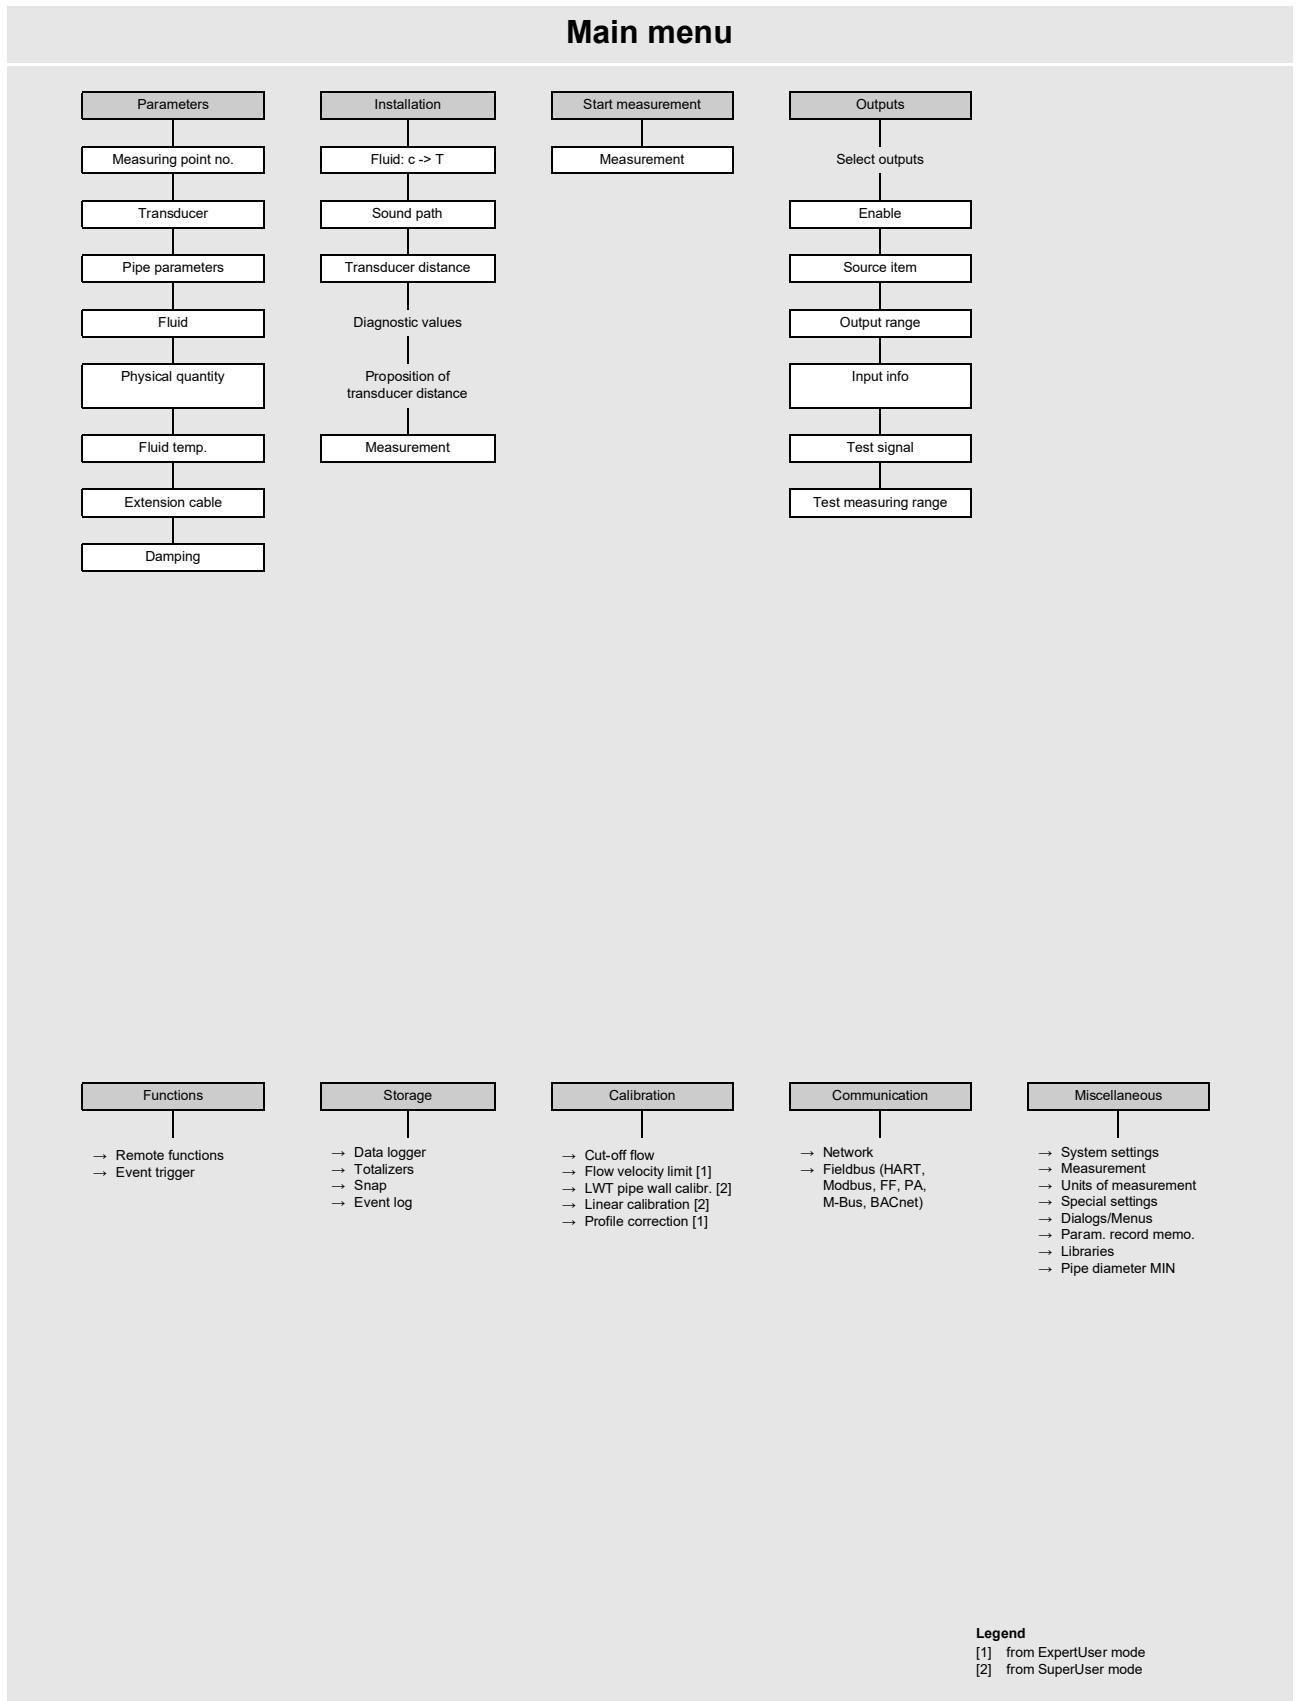 Main menu
Parameters
Measuring point no.
Transducer
Pipe parameters
Fluid
Physical quantity
Fluid temp.
Extension cable
Damping
Installation
Fluid: c -> T
Sound path
Transducer distance
Diagnostic values
Proposition of
transducer distance
Measurement
Start measurement
Measurement
Outputs
Select outputs
Enable
Source item
Output range
Input info
Test signal
Test measuring range
Functions
→ Remote functions
→ Event trigger
Storage
→ Data logger
→ Totalizers
→ Snap
→ Event log
Calibration
→ Cut-off flow
→ Flow velocity limit [1]
→ LWT pipe wall calibr. [2]
→ Linear calibration [2]
→ Profile correction [1]
Communication
→ Network
→ Fieldbus (HART,
Modbus, FF, PA,
M-Bus, BACnet)
Miscellaneous
→ System settings
→ Measurement
→ Units of measurement
→ Special settings
→ Dialogs/Menus
→ Param. record memo.
→ Libraries
→ Pipe diameter MIN
Legend
[1] from ExpertUser mode
[2] from SuperUser mode